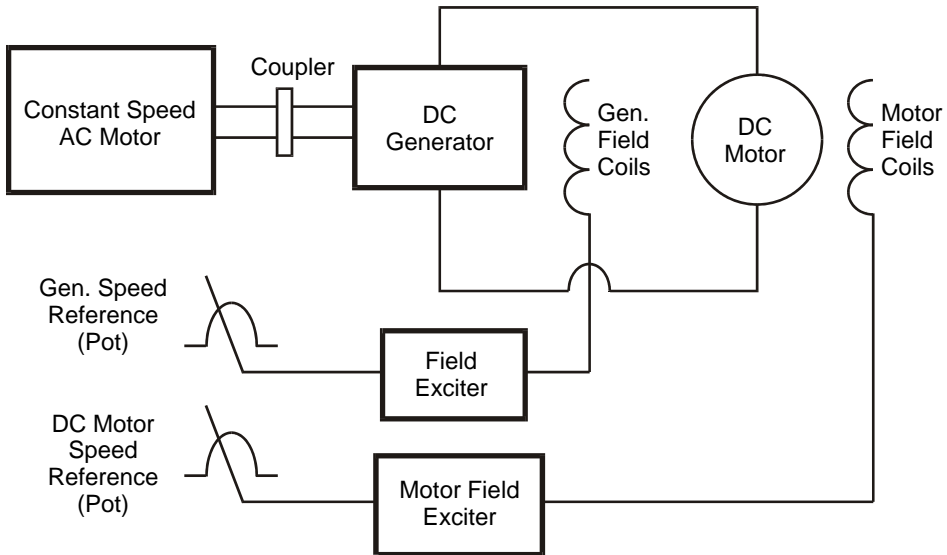 Constant Speed
AC Motor
Coupler
DC
Generator
Gen.
Field
Coils
DC
Motor
Motor
Field
Coils
Gen. Speed
Reference
(Pot)
Field
Exciter
DC Motor
Speed
Reference
(Pot)
Motor Field
Exciter